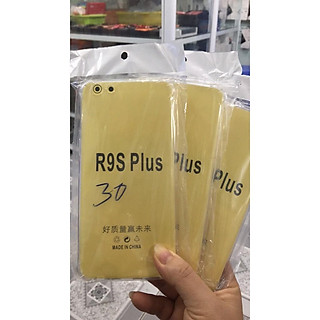 R9S Plus
30
好质量赢未来
MADE IN CHINA
Plus
Plus